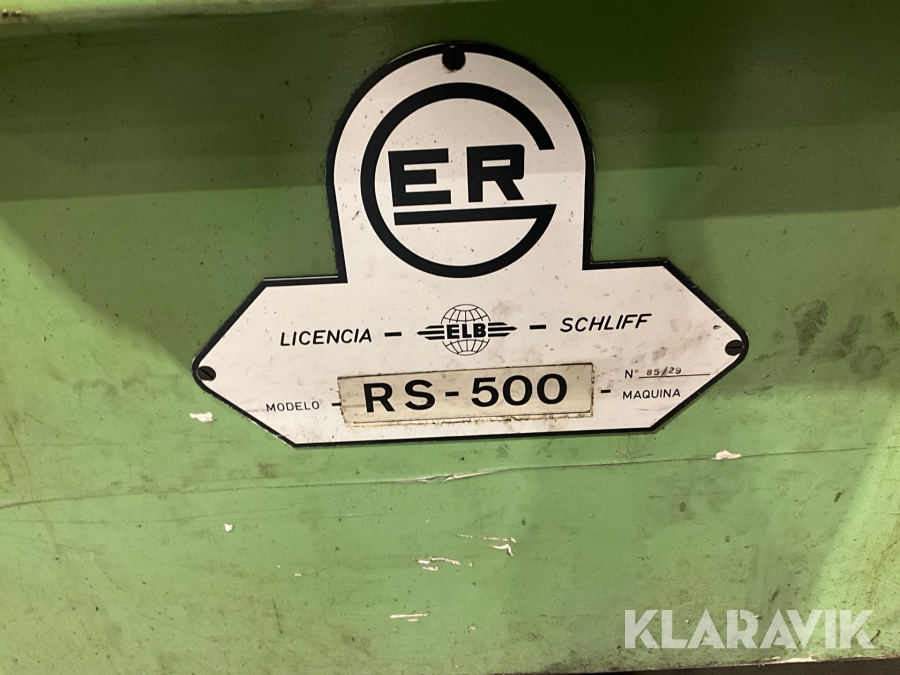 GER
LICENCIA - ELB - SCHLIFF
Nº 85/29
MODELO - RS-500 - MAQUINA
KLARAVIK